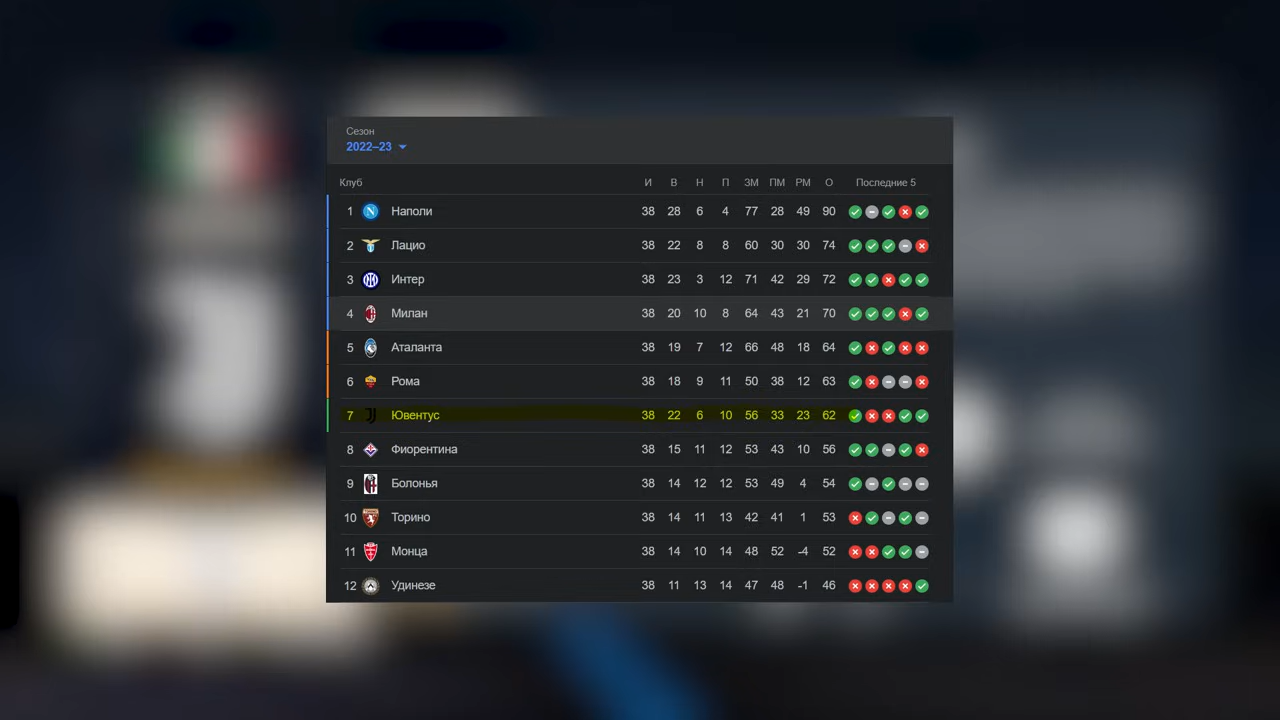 Сезон
2022–23
Клуб И В Н П ЗМ ПМ РМ О Последние 5
1 Наполи 38 28 6 4 77 28 49 90
2 Лацио 38 22 8 8 60 30 30 74
3 Интер 38 23 3 12 71 42 29 72
4 Милан 38 20 10 8 64 43 21 70
5 Аталанта 38 19 7 12 66 48 18 64
6 Рома 38 18 9 11 50 38 12 63
7 Ювентус 38 22 6 10 56 33 23 62
8 Фиорентина 38 15 11 12 53 43 10 56
9 Болонья 38 14 12 12 53 49 4 54
10 Торино 38 14 11 13 42 41 1 53
11 Монца 38 14 10 14 48 52 -4 52
12 Удинезе 38 11 13 14 47 48 -1 46